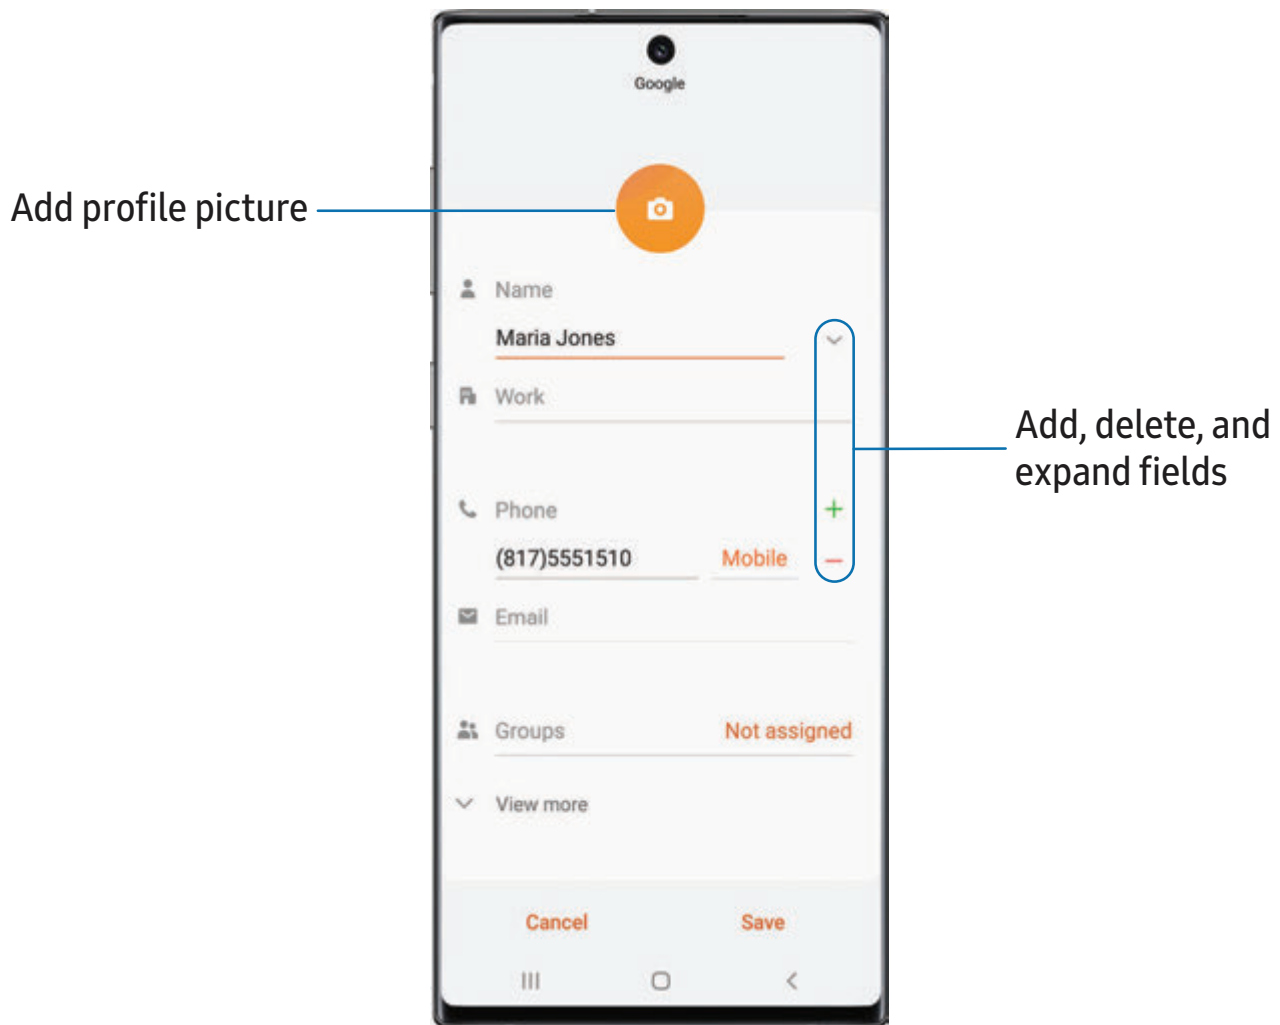 Google
Add profile picture
Name
Maria Jones
Work
Add, delete, and
expand fields
Phone
(817)5551510 Mobile
Email
Groups Not assigned
View more
Cancel Save